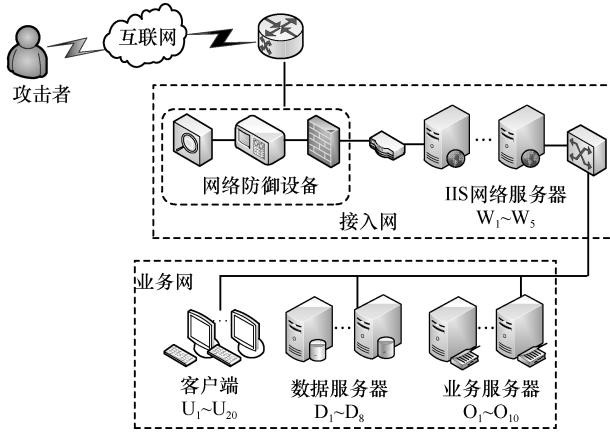 互联网
攻击者
网络防御设备
IIS网络服务器
W₁~W₅
接入网
业务网
客户端
U₁~U₂₀
数据服务器
D₁~D₈
业务服务器
O₁~O₁₀